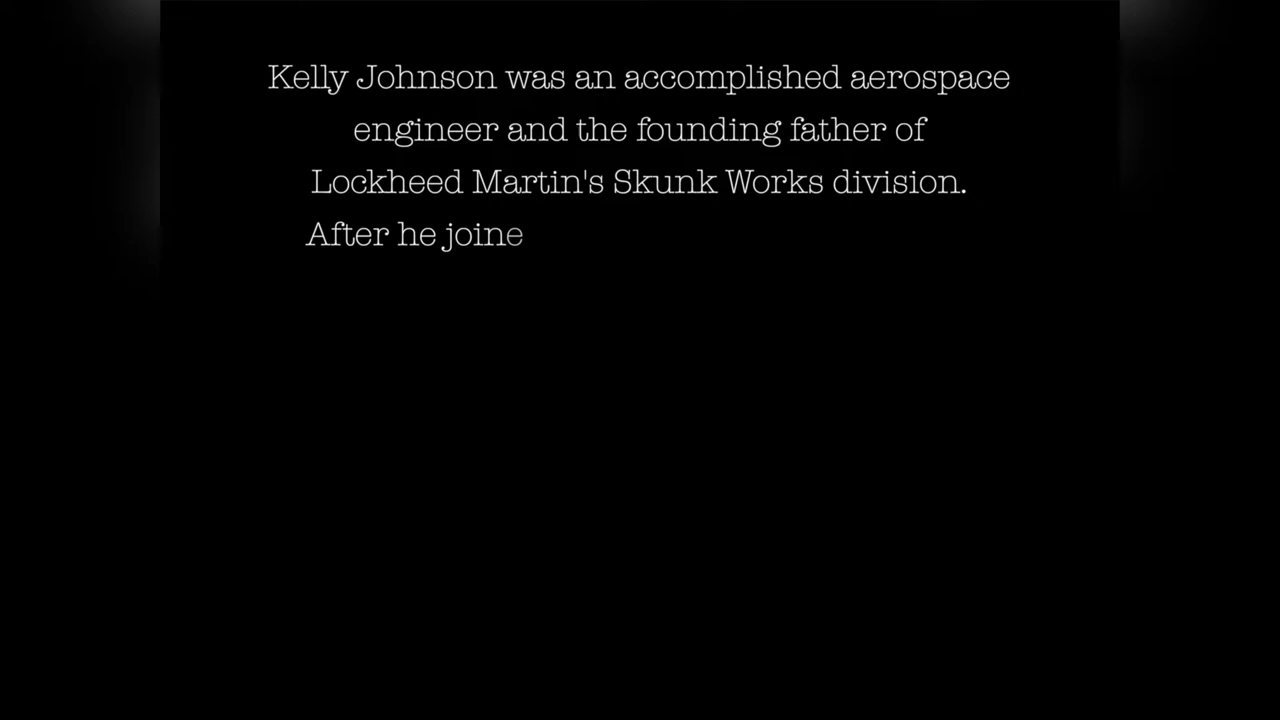 Kelly Johnson was an accomplished aerospace
engineer and the founding father of
Lockheed Martin's Skunk Works division.
After he joine